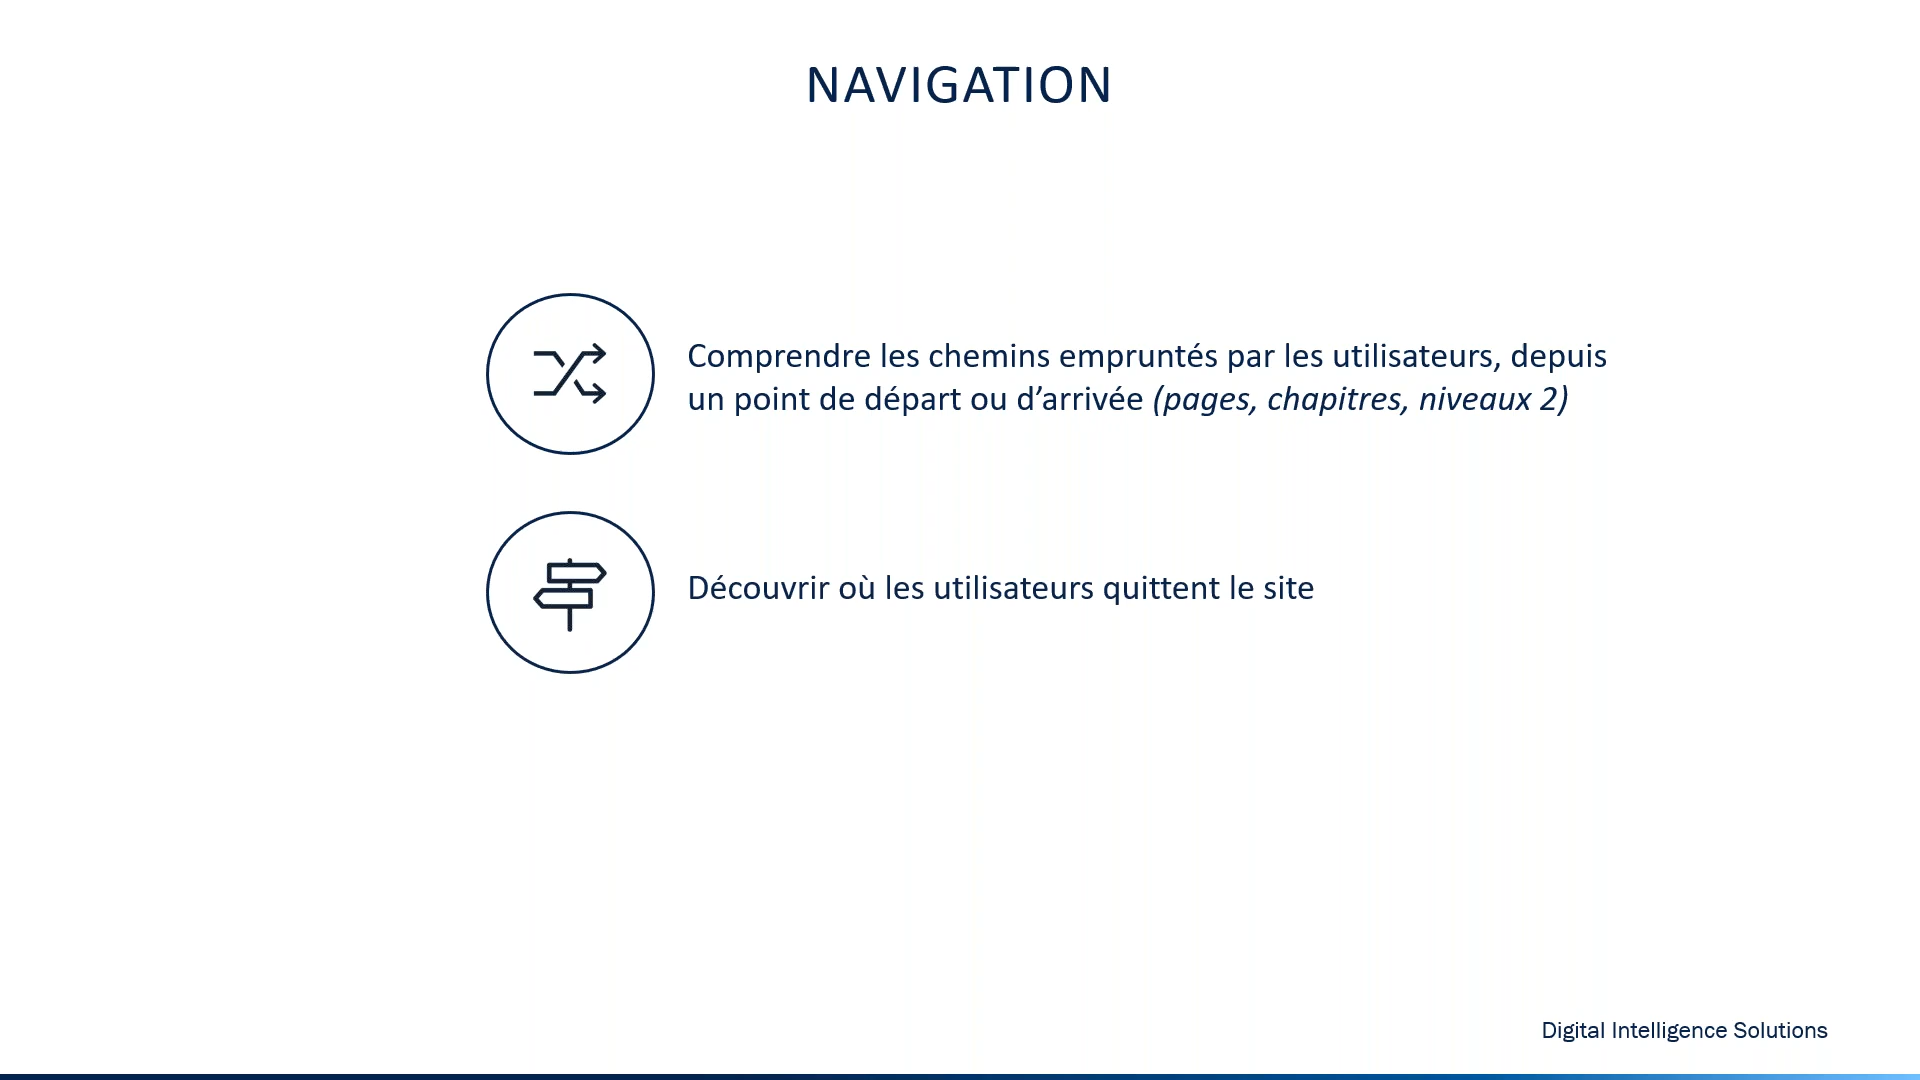 NAVIGATION
Comprendre les chemins empruntés par les utilisateurs, depuis
un point de départ ou d’arrivée (pages, chapitres, niveaux 2)
Découvrir où les utilisateurs quittent le site
Digital Intelligence Solutions